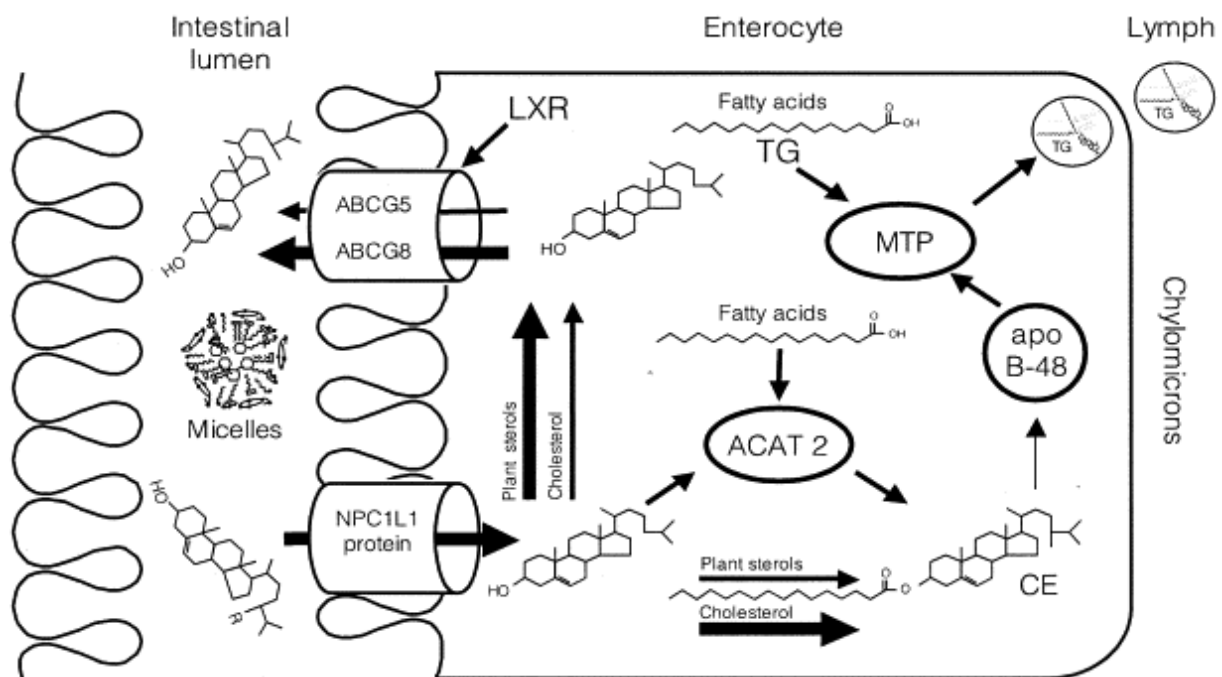 Intestinal
lumen
Enterocyte
Lymph
LXR
Fatty acids
O
OH
TG
TG
TG
ABCG5
ABCG8
HO
HO
MTP
Micelles
Fatty acids
O
OH
apo
B-48
Chylomicrons
Plant sterols
Cholesterol
ACAT 2
HO
NPC1L1
protein
HO
R
Plant sterols
O
O
Cholesterol
CE